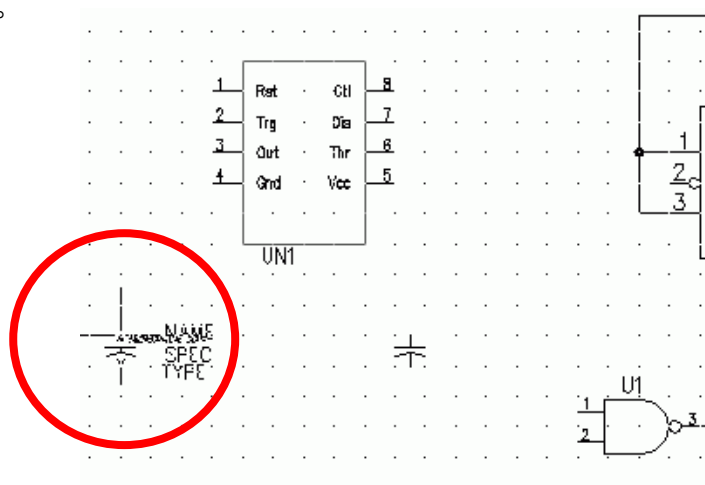 1 Rst Ctl 8
2 Trg Dis 7
3 Out Thr 6
4 Gnd Vcc 5
UN1
1
2
3
NAME
SPEC
TYPE
U1
1
2
3